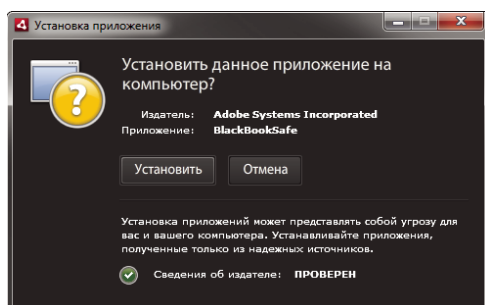 Установка приложения
Установить данное приложение на
компьютер?
Издатель: Adobe Systems Incorporated
Приложение: BlackBookSafe
Установить Отмена
Установка приложений может представлять собой угрозу для
вас и вашего компьютера. Устанавливайте приложения,
полученные только из надежных источников.
Сведения об издателе: ПРОВЕРЕН